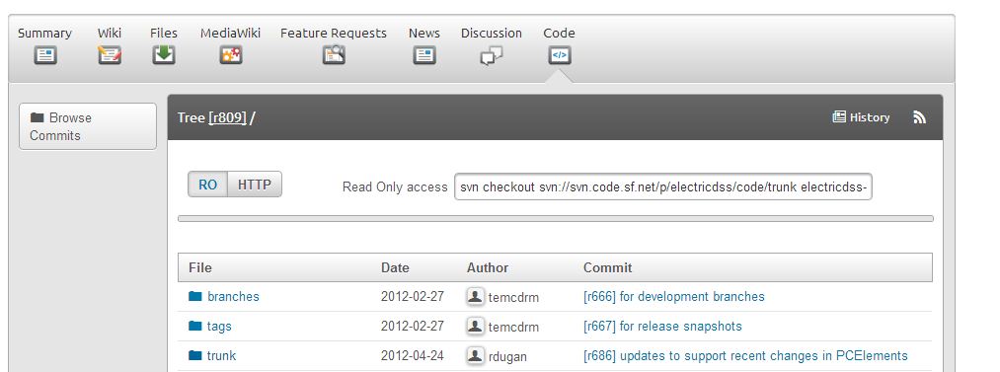 Summary Wiki Files MediaWiki Feature Requests News Discussion Code
Browse
Commits
Tree [r809] /
History
RO HTTP
Read Only access svn checkout svn://svn.code.sf.net/p/electricdss/code/trunk electricdss-
File Date Author Commit
branches 2012-02-27 temcdrm [r666] for development branches
tags 2012-02-27 temcdrm [r667] for release snapshots
trunk 2012-04-24 rdugan [r686] updates to support recent changes in PCElements